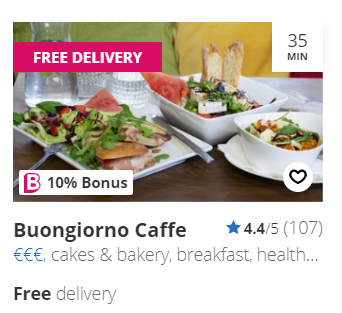 FREE DELIVERY
35
MIN
B 10% Bonus
Buongiorno Caffe
4.4/5 (107)
€€€, cakes & bakery, breakfast, health...
Free delivery